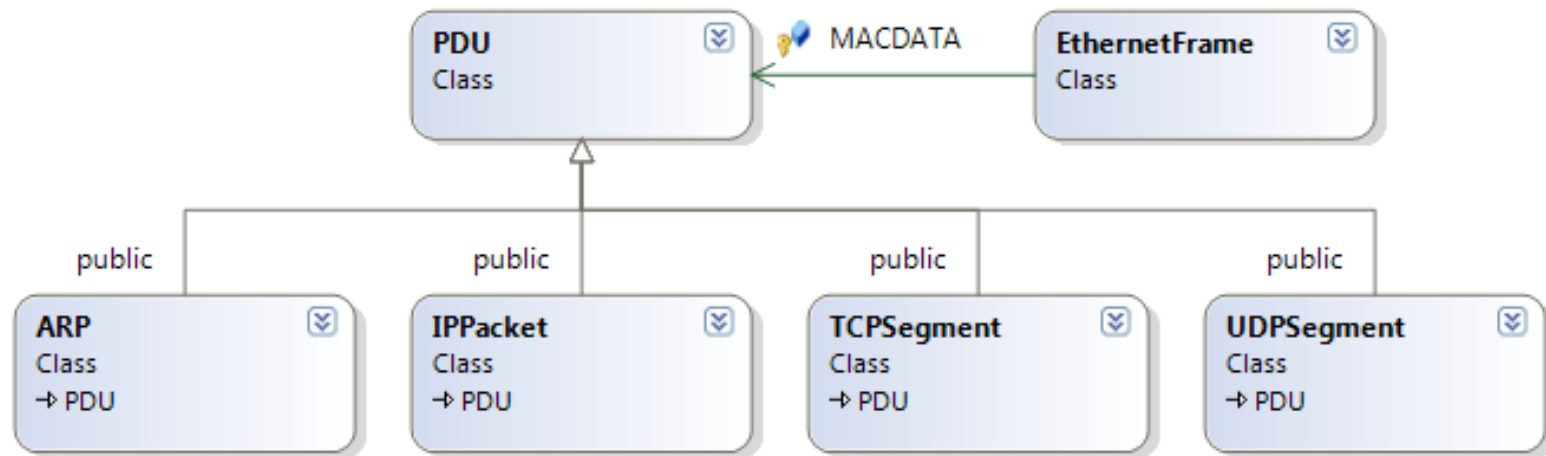 PDU
Class
MACDATA
EthernetFrame
Class
public
public
public
public
ARP
Class
PDU
IPPacket
Class
PDU
TCPSegment
Class
PDU
UDPSegment
Class
PDU